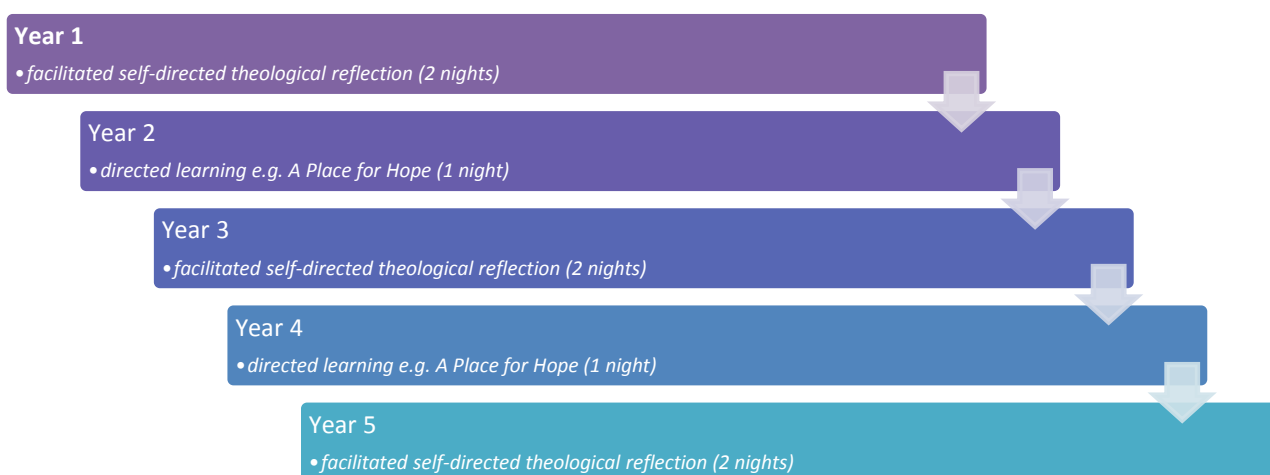 Year 1
•facilitated self-directed theological reflection (2 nights)
Year 2
•directed learning e.g. A Place for Hope (1 night)
Year 3
•facilitated self-directed theological reflection (2 nights)
Year 4
•directed learning e.g. A Place for Hope (1 night)
Year 5
•facilitated self-directed theological reflection (2 nights)